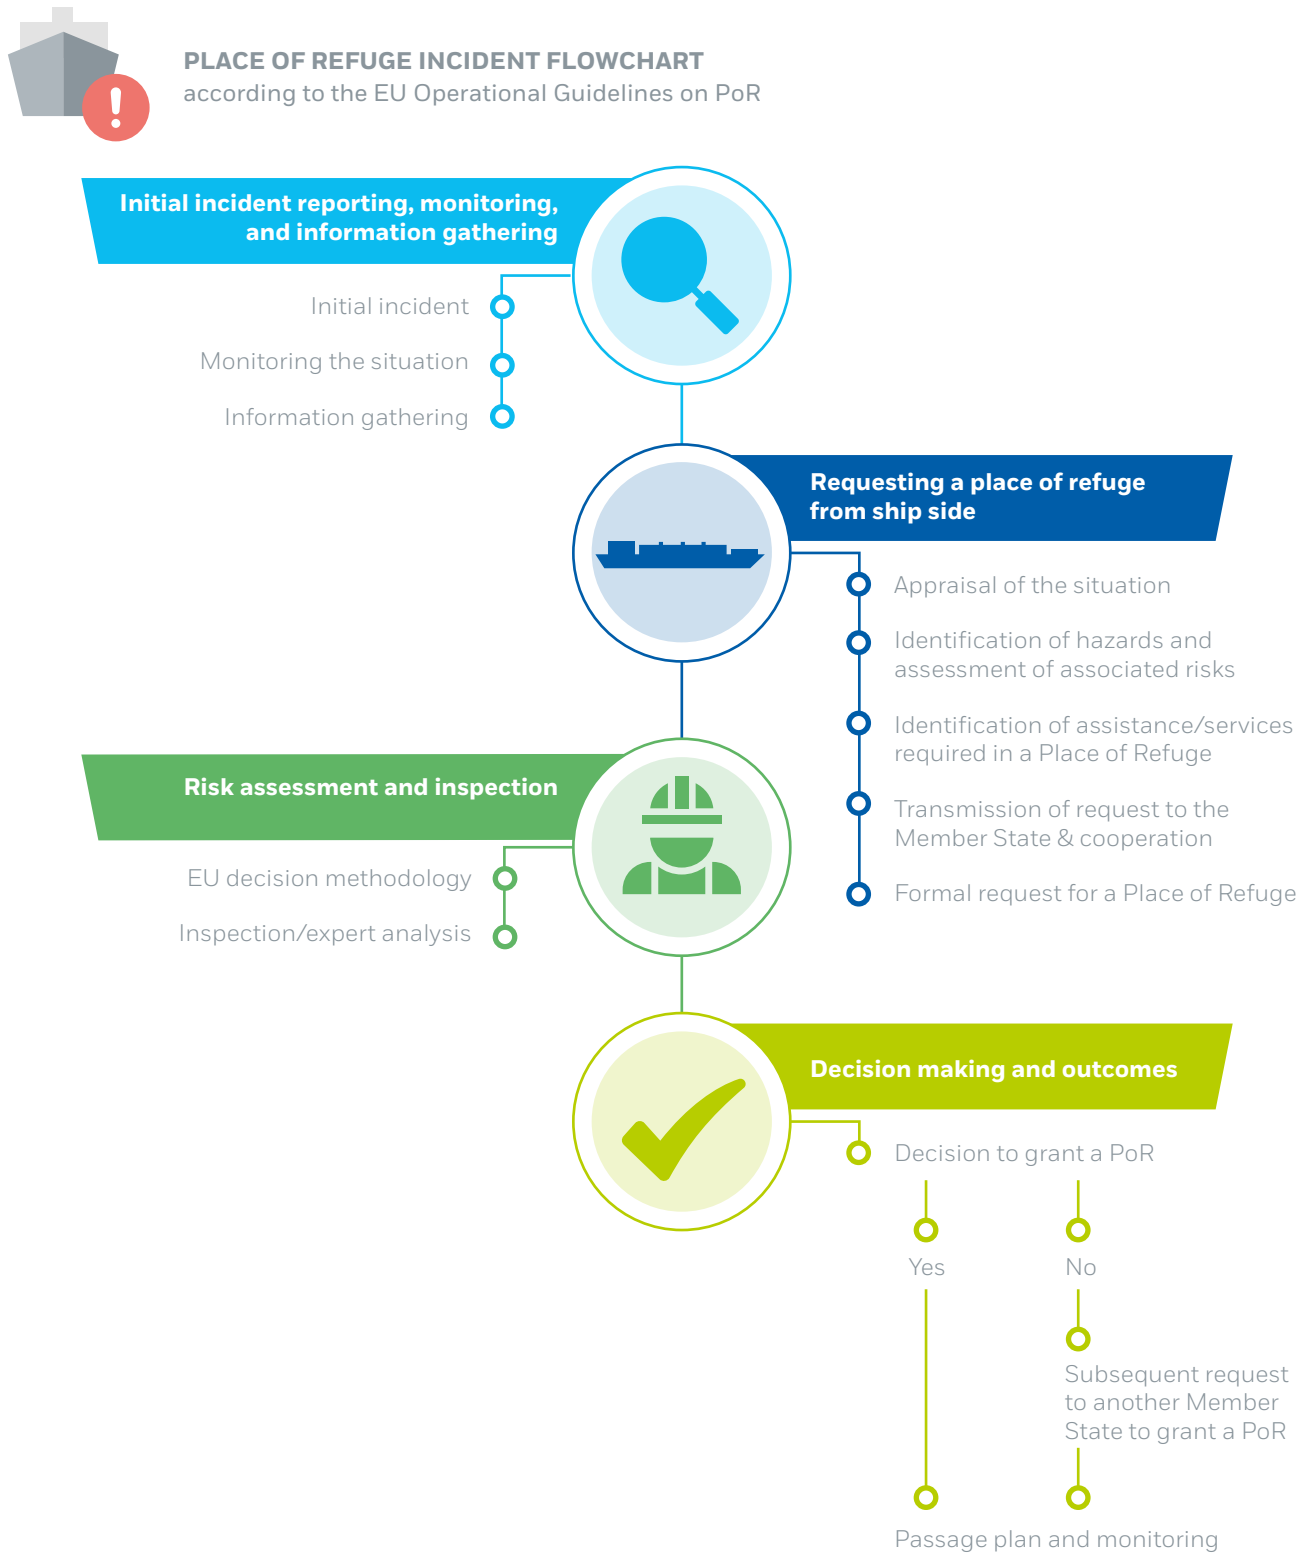 PLACE OF REFUGE INCIDENT FLOWCHART
according to the EU Operational Guidelines on PoR
Initial incident reporting, monitoring,
and information gathering
Initial incident
Monitoring the situation
Information gathering
Requesting a place of refuge
from ship side
Appraisal of the situation
Identification of hazards and
assessment of associated risks
Identification of assistance/services
required in a Place of Refuge
Transmission of request to the
Member State & cooperation
Formal request for a Place of Refuge
Risk assessment and inspection
EU decision methodology
Inspection/expert analysis
Decision making and outcomes
Decision to grant a PoR
Yes
No
Subsequent request
to another Member
State to grant a PoR
Passage plan and monitoring